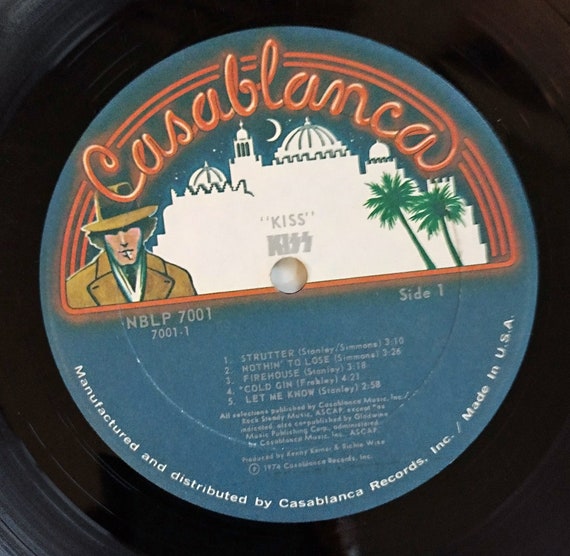 Casablanca
"KISS"
KISS
NBLP 7001
7001-1
Side 1
1. STRUTTER (Stanley/Simmons) 3:10
2. NOTHIN' TO LOSE (Simmons) 3:26
3. FIREHOUSE (Stanley) 3:18
4. *COLD GIN (Frehley) 4:21
5. LET ME KNOW (Stanley) 2:58
All selections published by Casablanca Music, Inc./
Rock Steady Music, ASCAP, except *as
indicated, also co-published by Gladwine
Music Publishing Corp., administered
by Casablanca Music, Inc. ASCAP.
Produced by Kenny Kerner & Richie Wise
℗ 1974 Casablanca Records, Inc.
Manufactured and distributed by Casablanca Records, Inc. / Made in U.S.A.